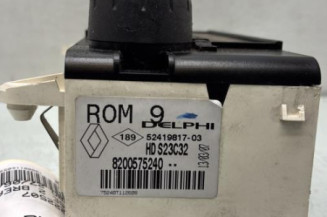 ROM 9
DELPHI
189 52419817-03
HD S23C32
8200575240 --